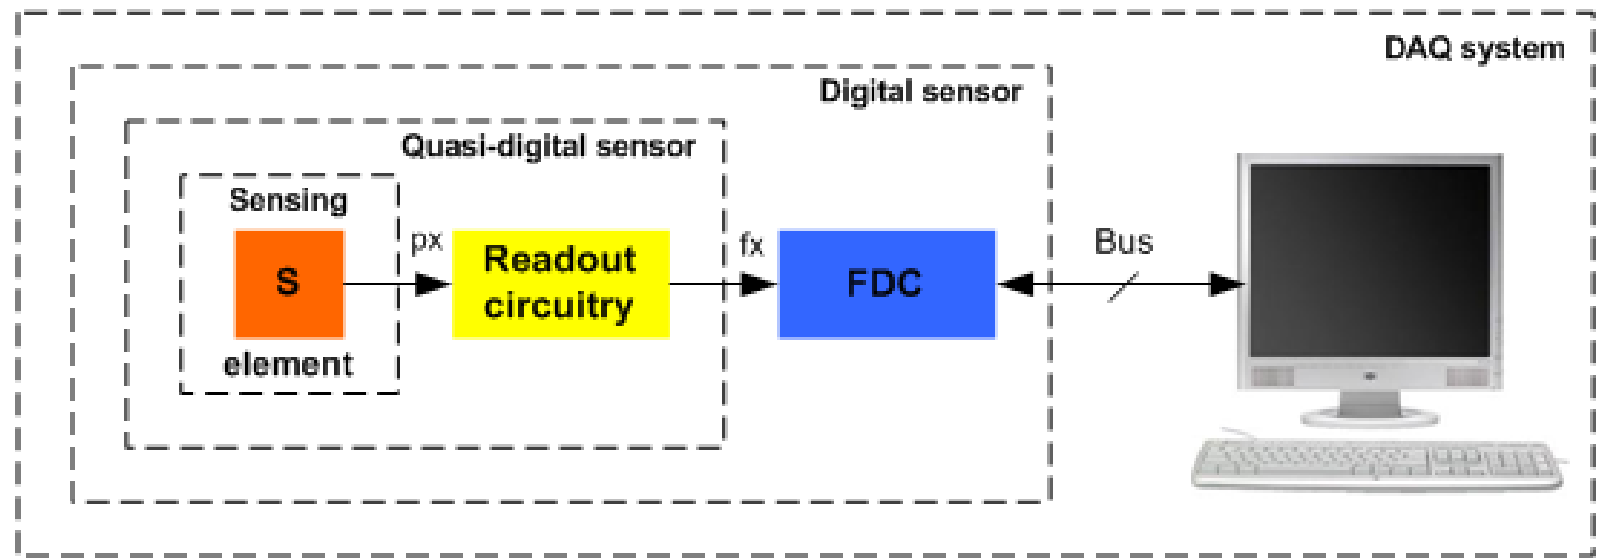 DAQ system
Digital sensor
Quasi-digital sensor
Sensing
S
element
px
Readout
circuitry
fx
FDC
Bus